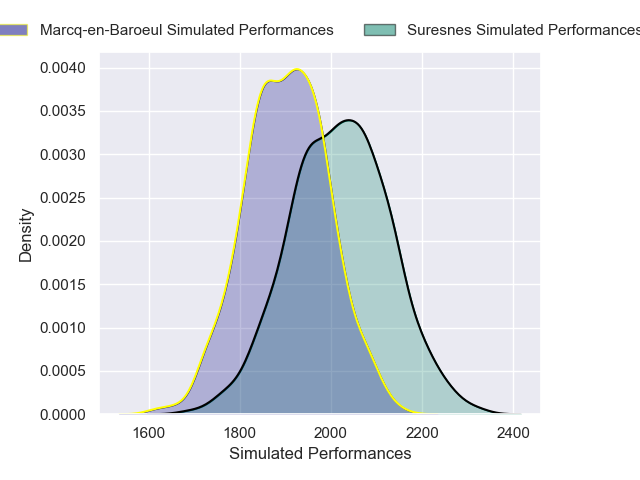 Marcq-en-Baroeul Simulated Performances
Suresnes Simulated Performances
0.0040
0.0035
0.0030
0.0025
0.0020
0.0015
0.0010
0.0005
0.0000
Density
1600 1800 2000 2200 2400
Simulated Performances